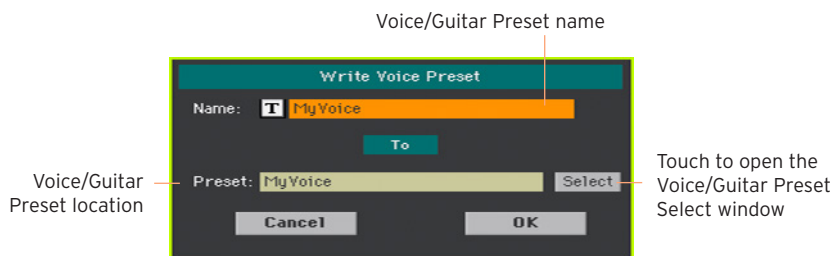 Voice/Guitar Preset name
Write Voice Preset
Name: T MyVoice
To
Voice/Guitar
Preset location
Preset: MyVoice Select
Touch to open the
Voice/Guitar Preset
Select window
Cancel OK